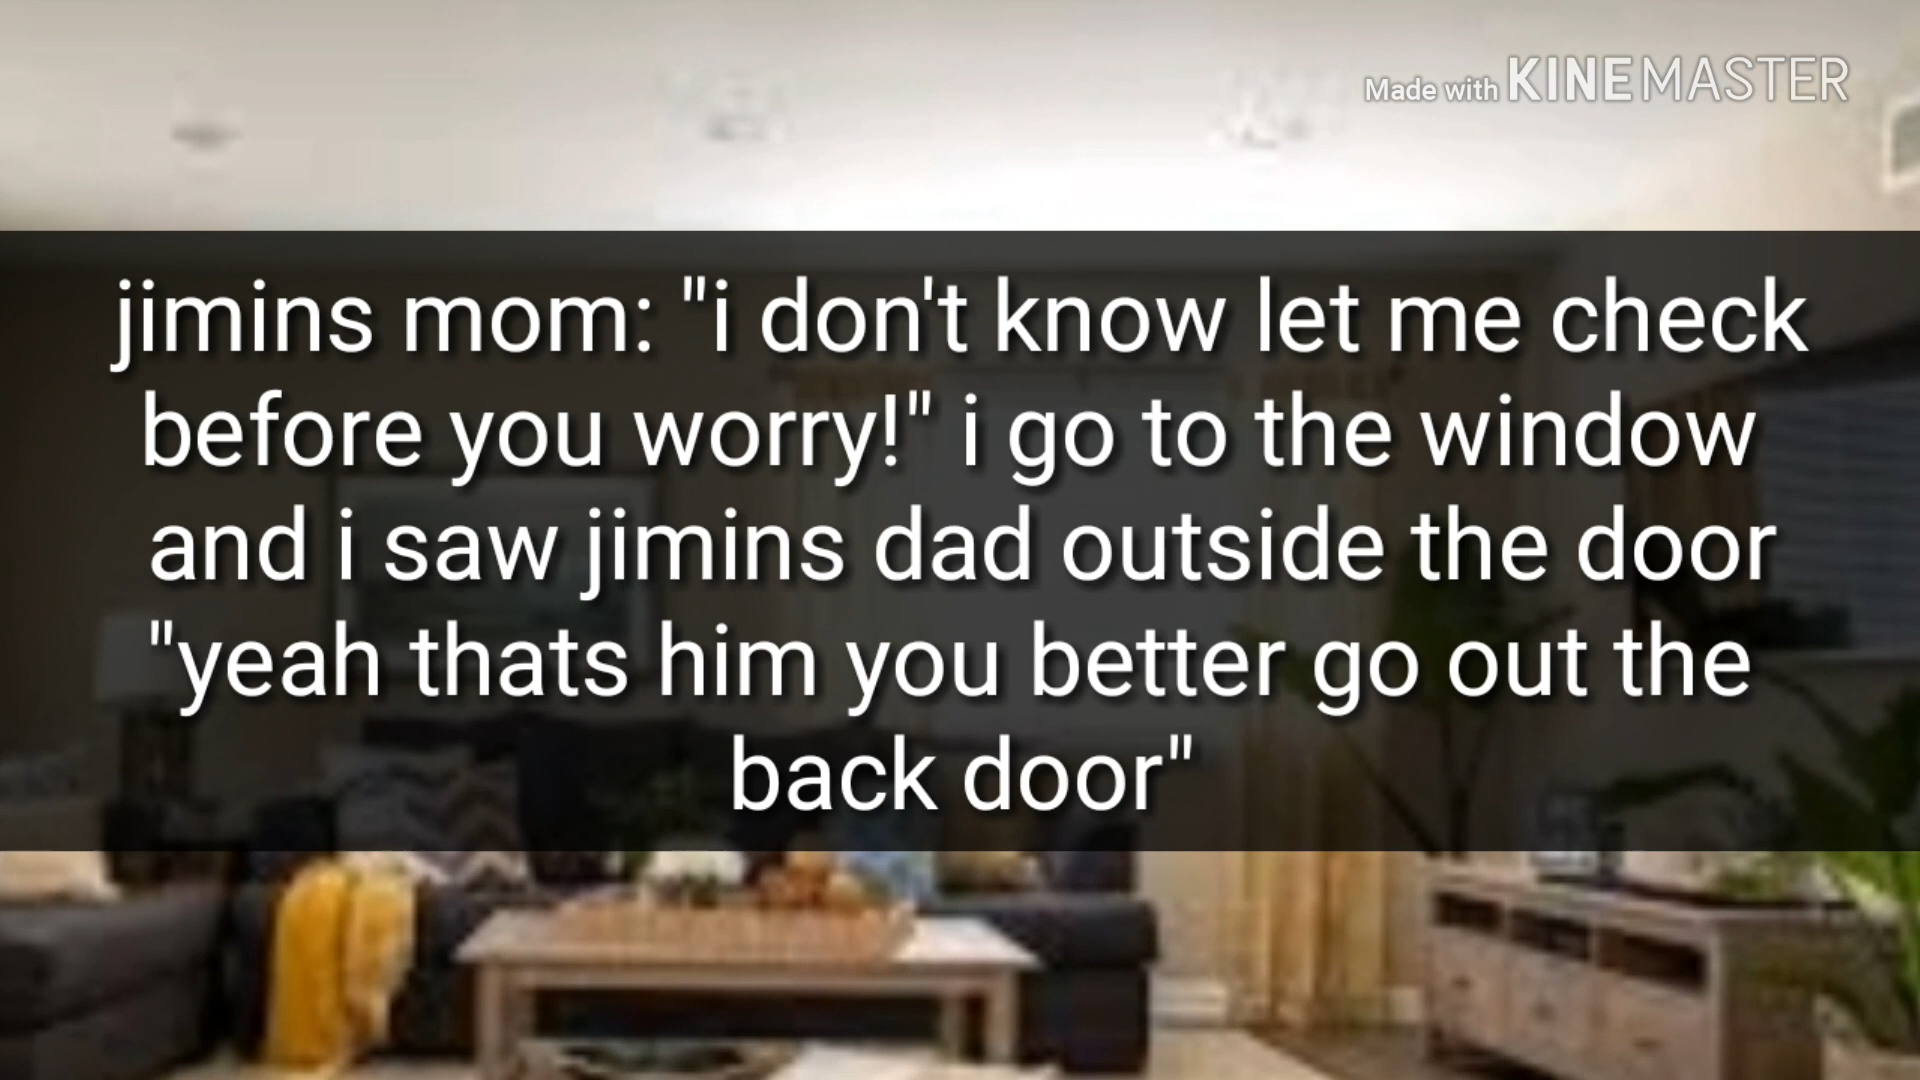 Made with KINEMASTER
jimins mom: "i don't know let me check
before you worry!" i go to the window
and i saw jimins dad outside the door
"yeah thats him you better go out the
back door"